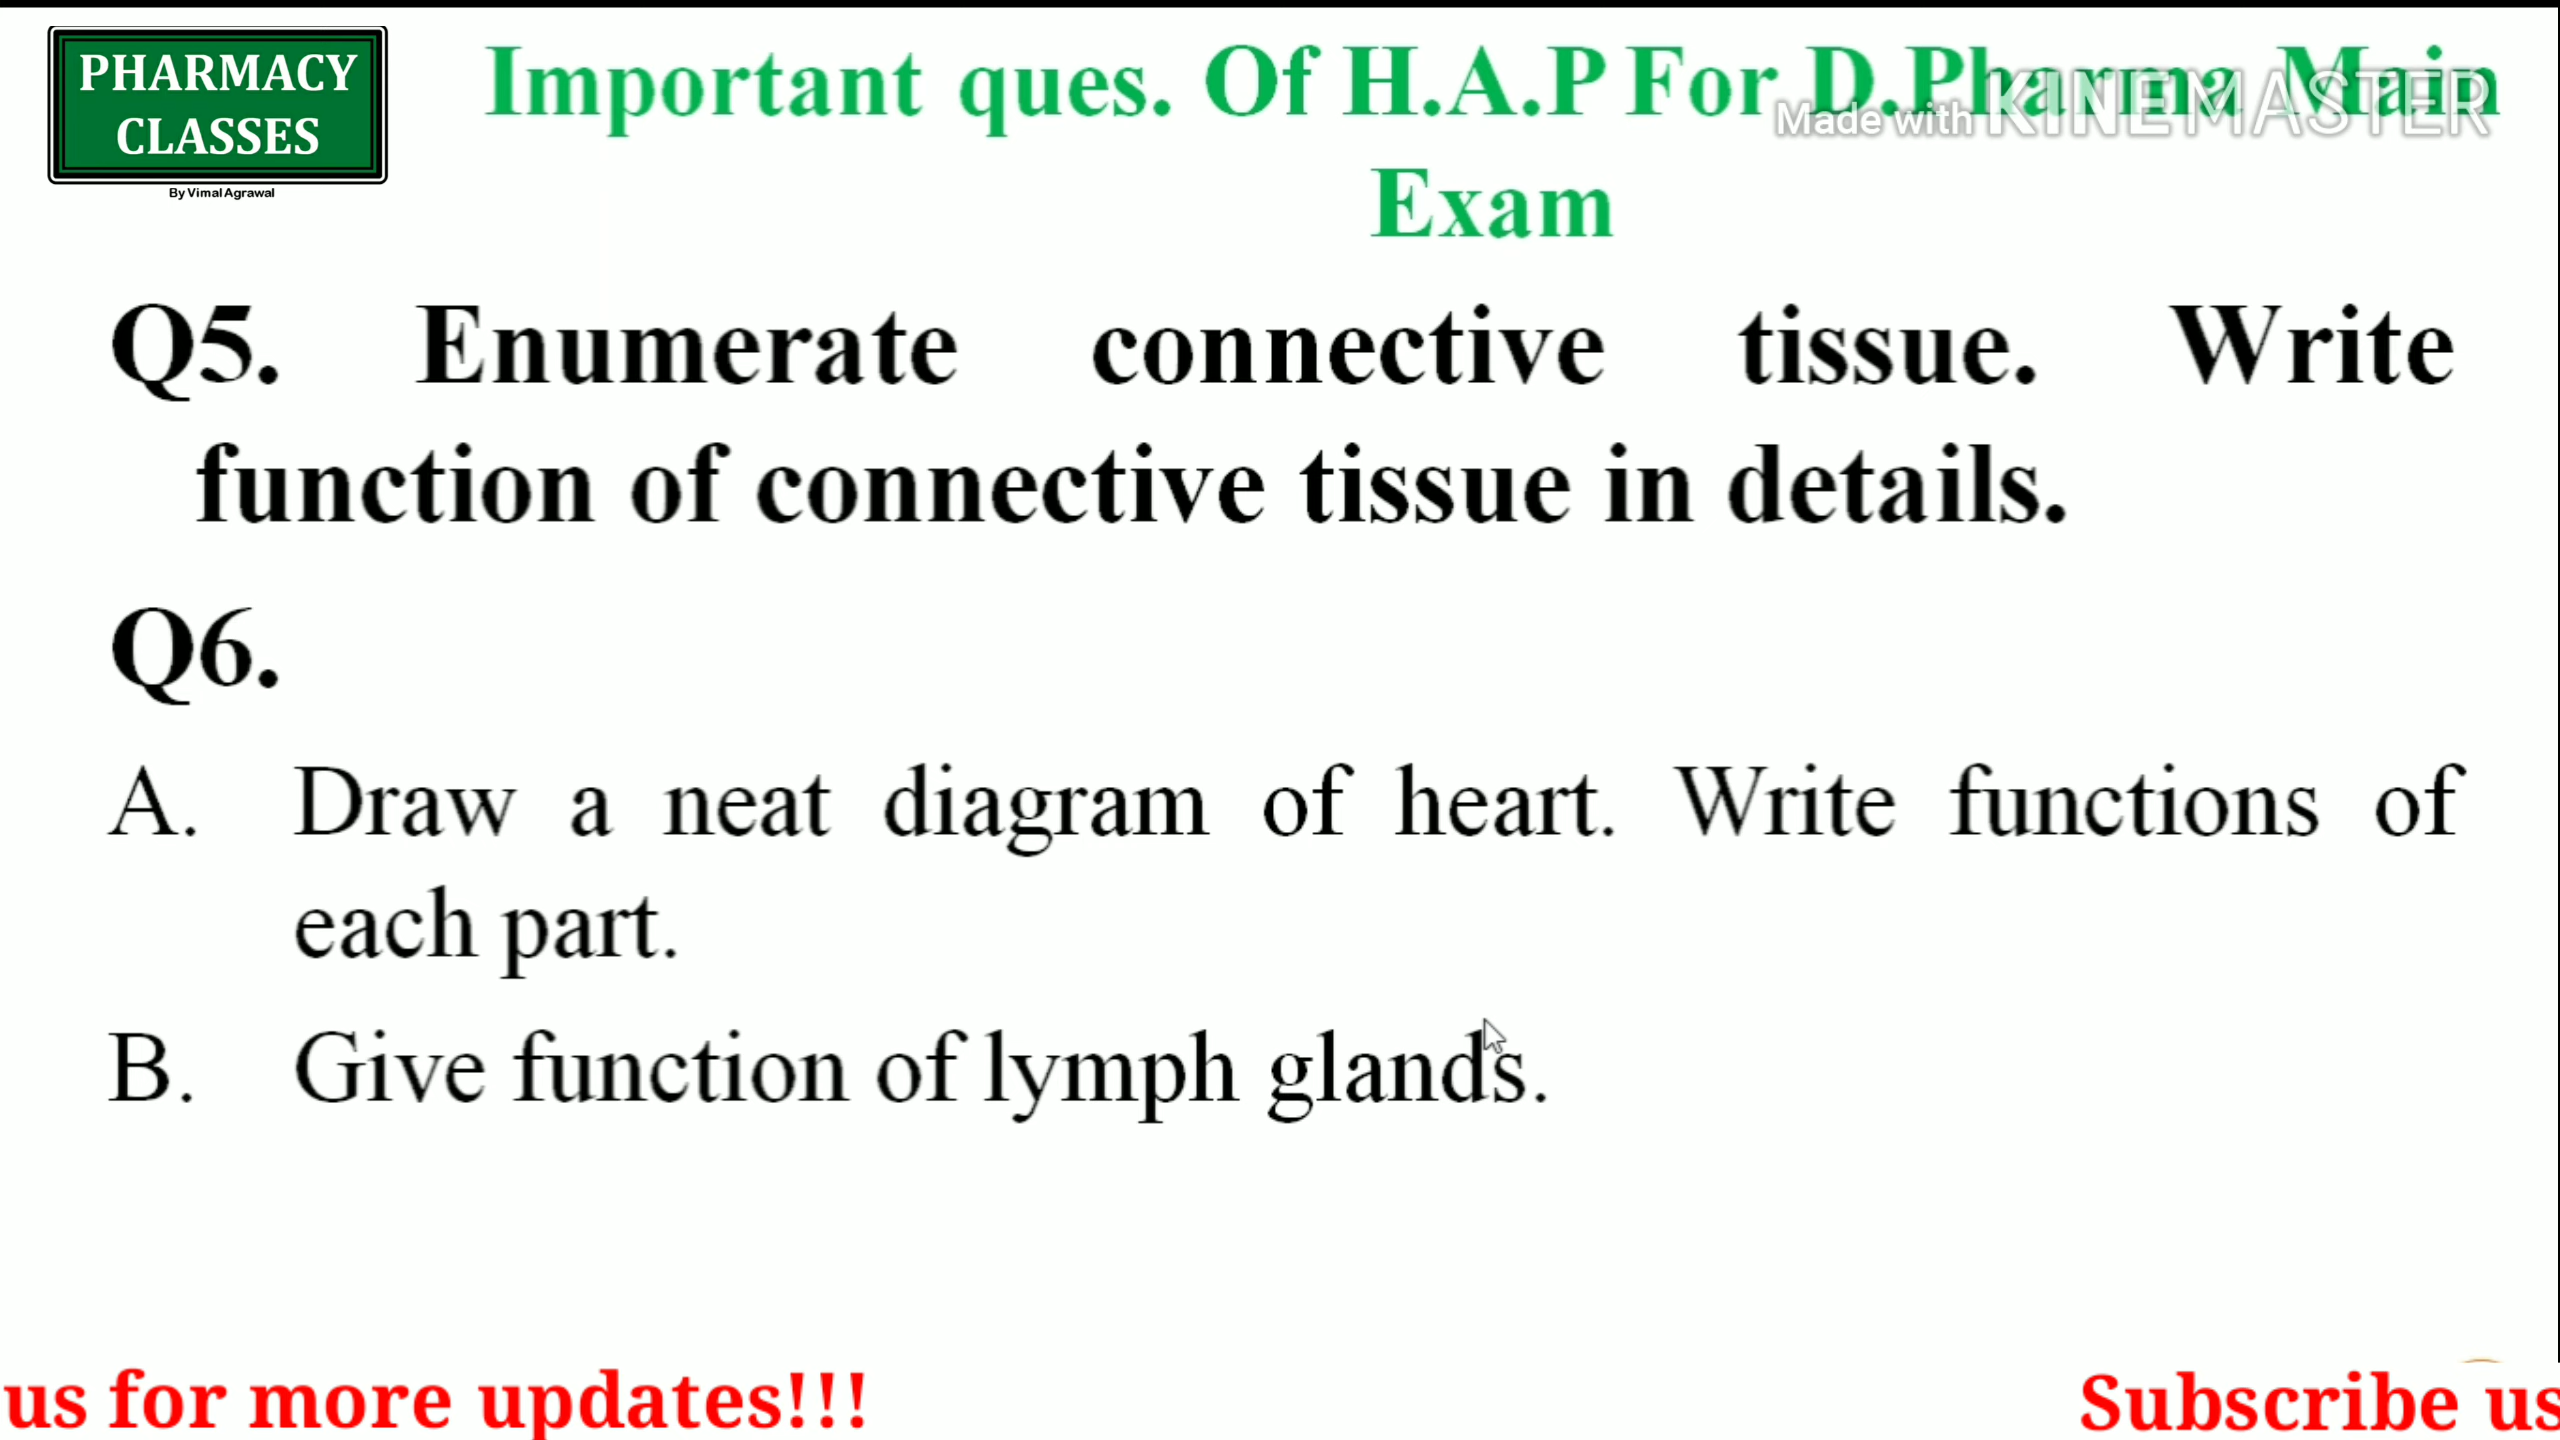 PHARMACY
CLASSES
By Vimal Agrawal
Important ques. Of H.A.P For D.Pharma Main
Made with KINEMASTER
Exam
Q5. Enumerate connective tissue. Write
function of connective tissue in details.
Q6.
A. Draw a neat diagram of heart. Write functions of
each part.
B. Give function of lymph glands.
us for more updates!!! Subscribe us